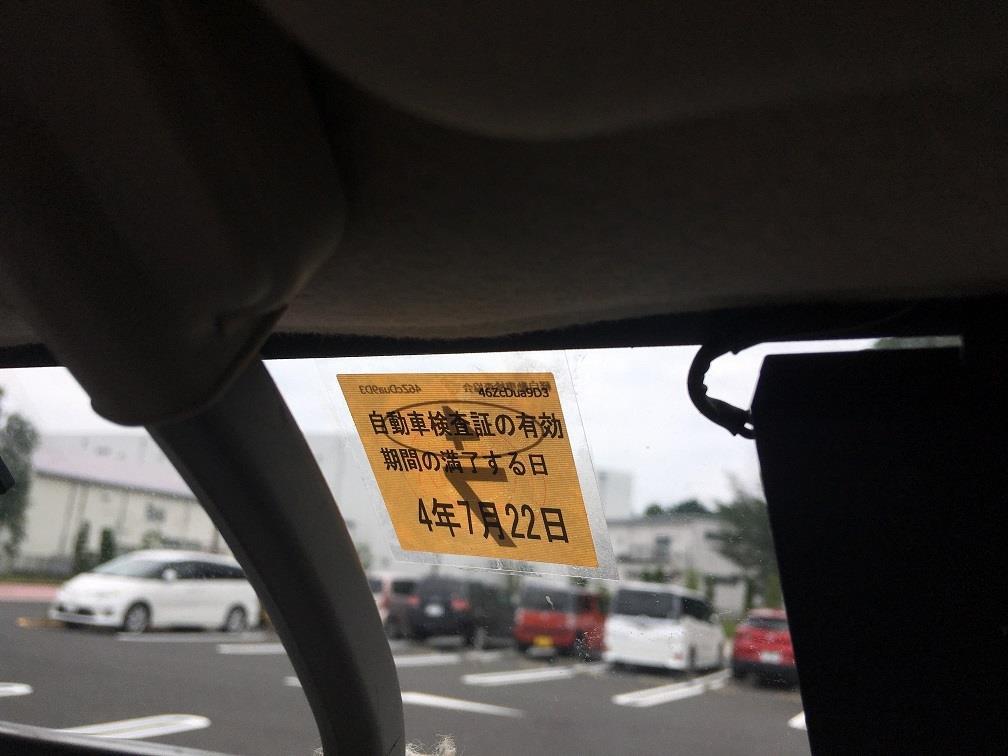 46ZcDua9D3
自動車検査証の有効
期間の満了する日
4年7月22日